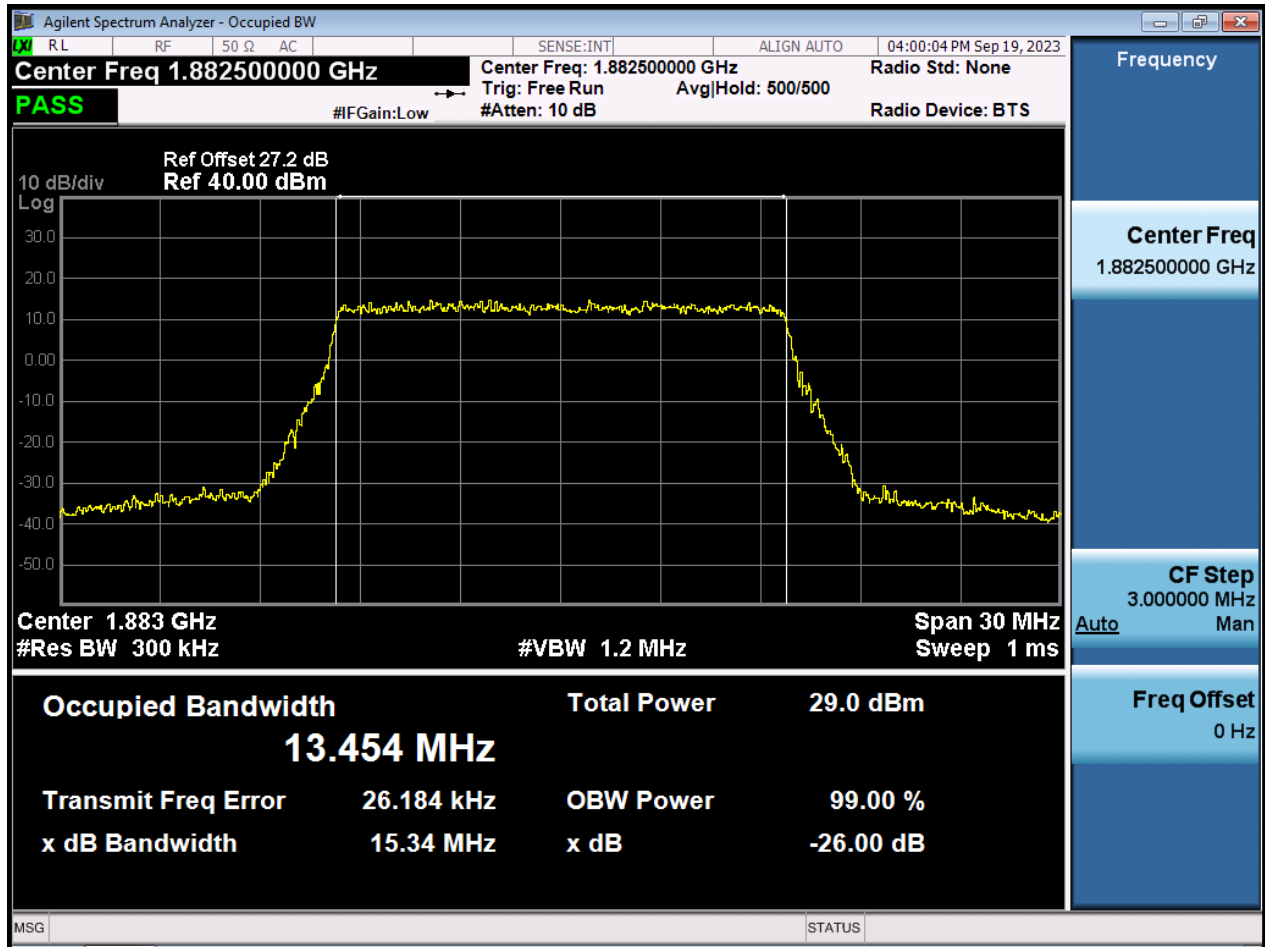 Agilent Spectrum Analyzer - Occupied BW
LXI RL RF 50 Ω AC SENSE:INT ALIGN AUTO 04:00:04 PM Sep 19, 2023
Center Freq 1.882500000 GHz
PASS
#IFGain:Low
Center Freq: 1.882500000 GHz
Trig: Free Run Avg|Hold: 500/500
#Atten: 10 dB
Radio Std: None
Radio Device: BTS
Ref Offset 27.2 dB
10 dB/div Ref 40.00 dBm
Log
30.0
20.0
10.0
0.00
-10.0
-20.0
-30.0
-40.0
-50.0
Center 1.883 GHz Span 30 MHz
#Res BW 300 kHz #VBW 1.2 MHz Sweep 1 ms
Occupied Bandwidth Total Power 29.0 dBm
13.454 MHz
Transmit Freq Error 26.184 kHz OBW Power 99.00 %
x dB Bandwidth 15.34 MHz x dB -26.00 dB
MSG STATUS
Frequency
Center Freq
1.882500000 GHz
CF Step
3.000000 MHz
Auto Man
Freq Offset
0 Hz